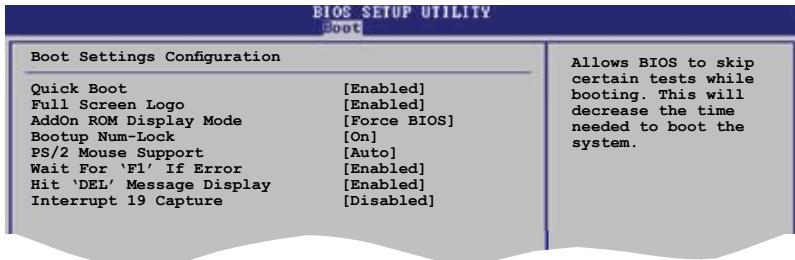 BIOS SETUP UTILITY
Boot
Boot Settings Configuration
Quick Boot [Enabled]
Full Screen Logo [Enabled]
AddOn ROM Display Mode [Force BIOS]
Bootup Num-Lock [On]
PS/2 Mouse Support [Auto]
Wait For ‘F1’ If Error [Enabled]
Hit ‘DEL’ Message Display [Enabled]
Interrupt 19 Capture [Disabled]
Allows BIOS to skip
certain tests while
booting. This will
decrease the time
needed to boot the
system.